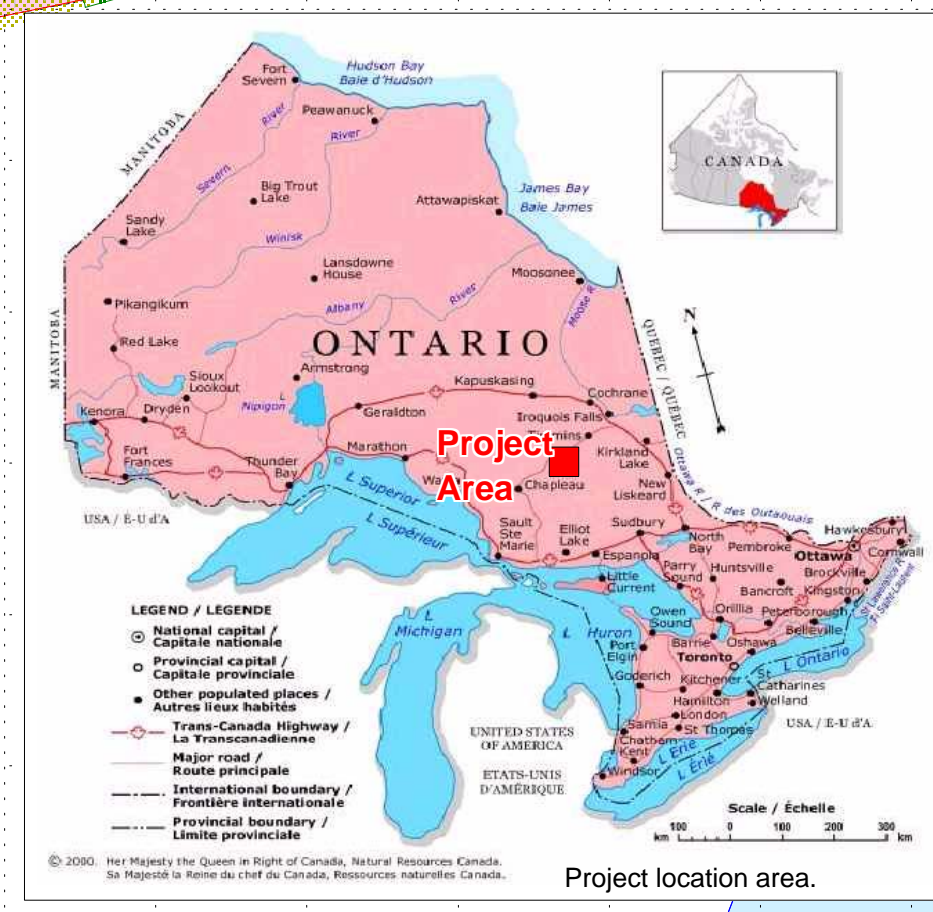 Hudson Bay
Baie d'Hudson
Fort
Severn
Peawanuck
River
River
MANITOBA
Severn
Big Trout
Lake
Attawapiskat
James Bay
Baie James
CANADA
Sandy
Lake
Winisk
Lansdowne
House
Moosonee
River
Albany
Moose R
Pikangikum
MANITOBA
Red Lake
ONTARIO
QUEBEC / QUÉBEC
N
Armstrong
Sioux
Lookout
L
Nipigon
Kapuskasing
Cochrane
Geraldton
Iroquois Falls
Kenora
Dryden
Marathon
Project
Area
Kirkland
Lake
Fort
Frances
Thunder
Bay
Chapleau
New
Liskeard
Ottawa R / R des Outaouais
L Superior
L Supérieur
USA / É-U d'A
Sault
Ste
Marie
Elliot
Lake
Sudbury
Espanola
North
Bay
Pembroke
Hawkesbury
Ottawa
Cornwall
Little
Current
Parry
Sound
Huntsville
Bancroft
Brockville
Kingston
St Lawrence R
Fl Saint-Laurent
Owen
Sound
Orillia
Peterborough
Belleville
Barrie
Oshawa
L
Michigan
L Huron
Port
Elgin
Toronto
L Ontario
Goderich
Kitchener
St
Catharines
Hamilton
Welland
London
Sarnia
St Thomas
USA / É-U d'A
Chatham
Kent
Windsor
L Erie
L Érié
UNITED STATES
OF AMERICA
ETATS-UNIS
D'AMÉRIQUE
LEGEND / LÉGENDE
National capital /
Capitale nationale
Provincial capital /
Capitale provinciale
Other populated places /
Autres lieux habités
Trans-Canada Highway /
La Transcanadienne
Major road /
Route principale
International boundary /
Frontière internationale
Provincial boundary /
Limite provinciale
Scale / Échelle
km 100 0 100 200 300 km
© 2000. Her Majesty the Queen in Right of Canada, Natural Resources Canada.
Sa Majesté la Reine du chef du Canada, Ressources naturelles Canada.
Project location area.